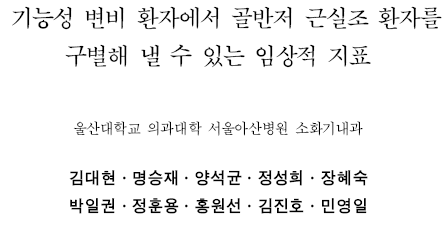 기능성 변비 환자에서 골반저 근실조 환자를
구별해 낼 수 있는 임상적 지표
울산대학교 의과대학 서울아산병원 소화기내과
김대현 · 명승재 · 양석균 · 정성희 · 장혜숙
박일권 · 정훈용 · 홍원선 · 김진호 · 민영일